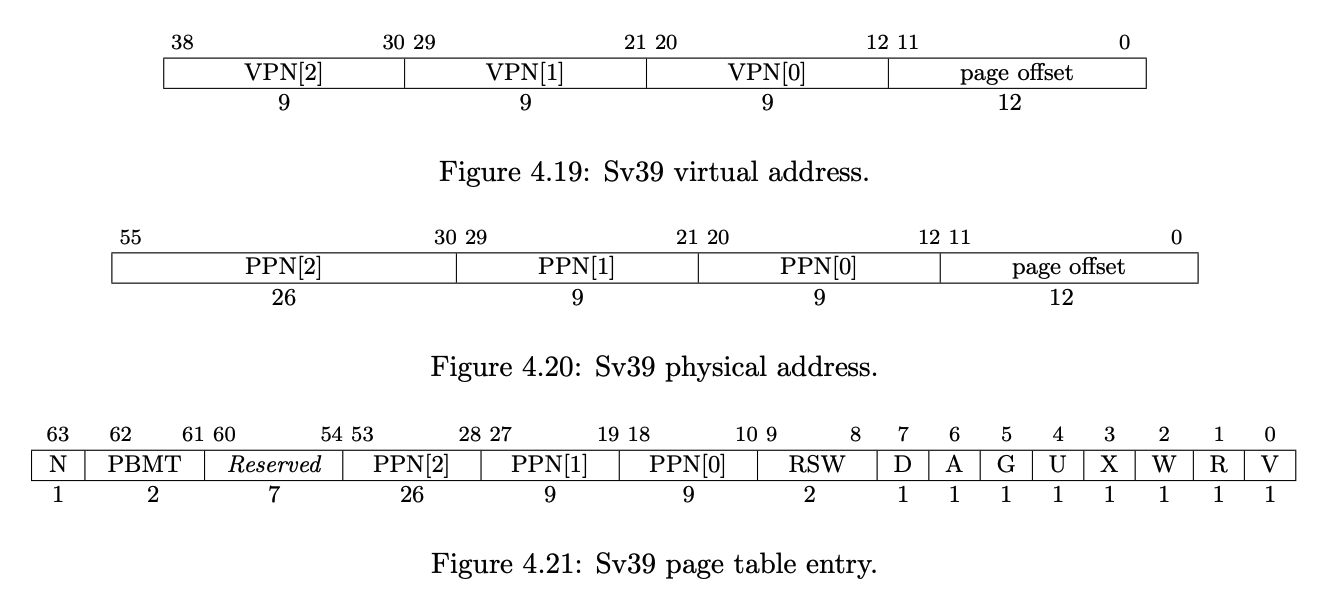 38 30 29 21 20 12 11 0
VPN[2] VPN[1] VPN[0] page offset
9 9 9 12
Figure 4.19: Sv39 virtual address.
55 30 29 21 20 12 11 0
PPN[2] PPN[1] PPN[0] page offset
26 9 9 12
Figure 4.20: Sv39 physical address.
63 62 61 60 54 53 28 27 19 18 10 9 8 7 6 5 4 3 2 1 0
N PBMT Reserved PPN[2] PPN[1] PPN[0] RSW D A G U X W R V
1 2 7 26 9 9 2 1 1 1 1 1 1 1 1
Figure 4.21: Sv39 page table entry.